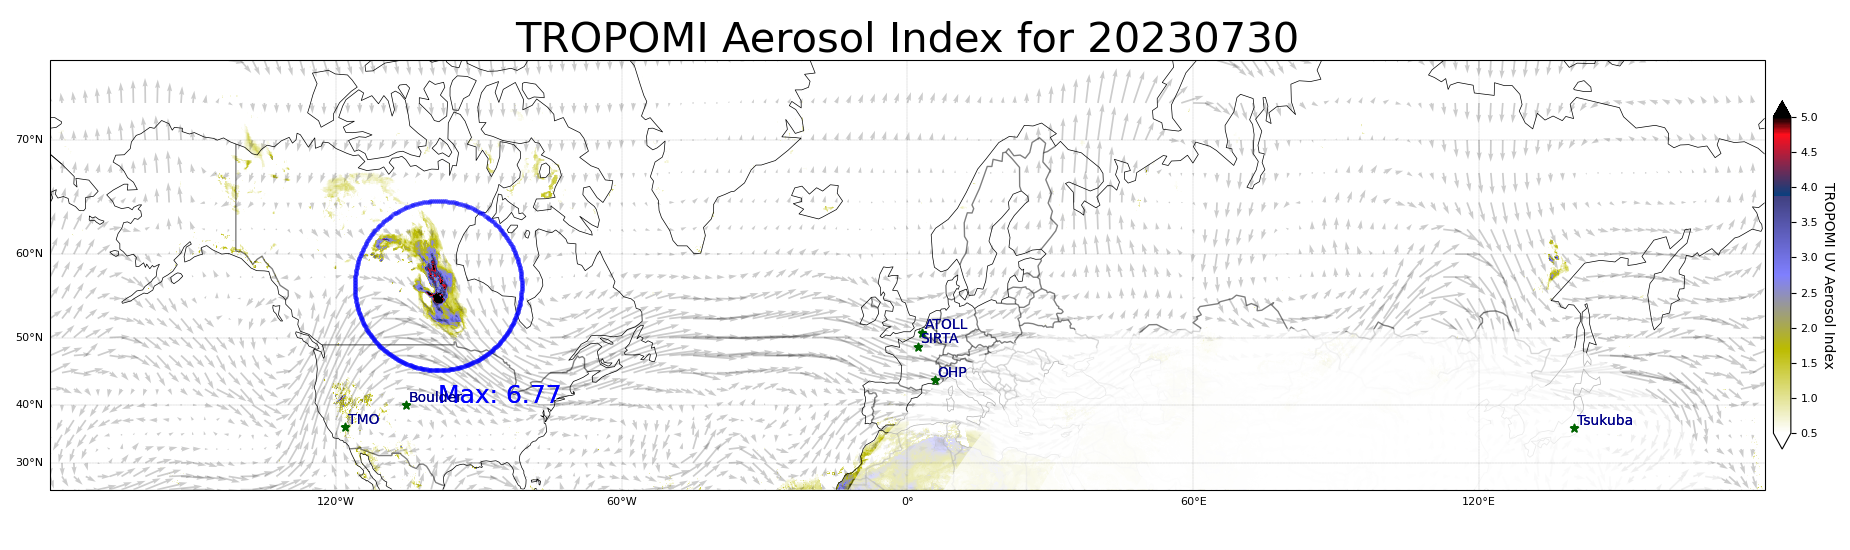 TROPOMI Aerosol Index for 20230730
70°N
60°N
50°N
40°N
30°N
120°W
60°W
0°
60°E
120°E
ATOLL
SIRTA
OHP
Max: 6.77
Boulder
TMO
Tsukuba
5.0
4.5
4.0
3.5
3.0
2.5
2.0
1.5
1.0
0.5
TROPOMI UV Aerosol Index